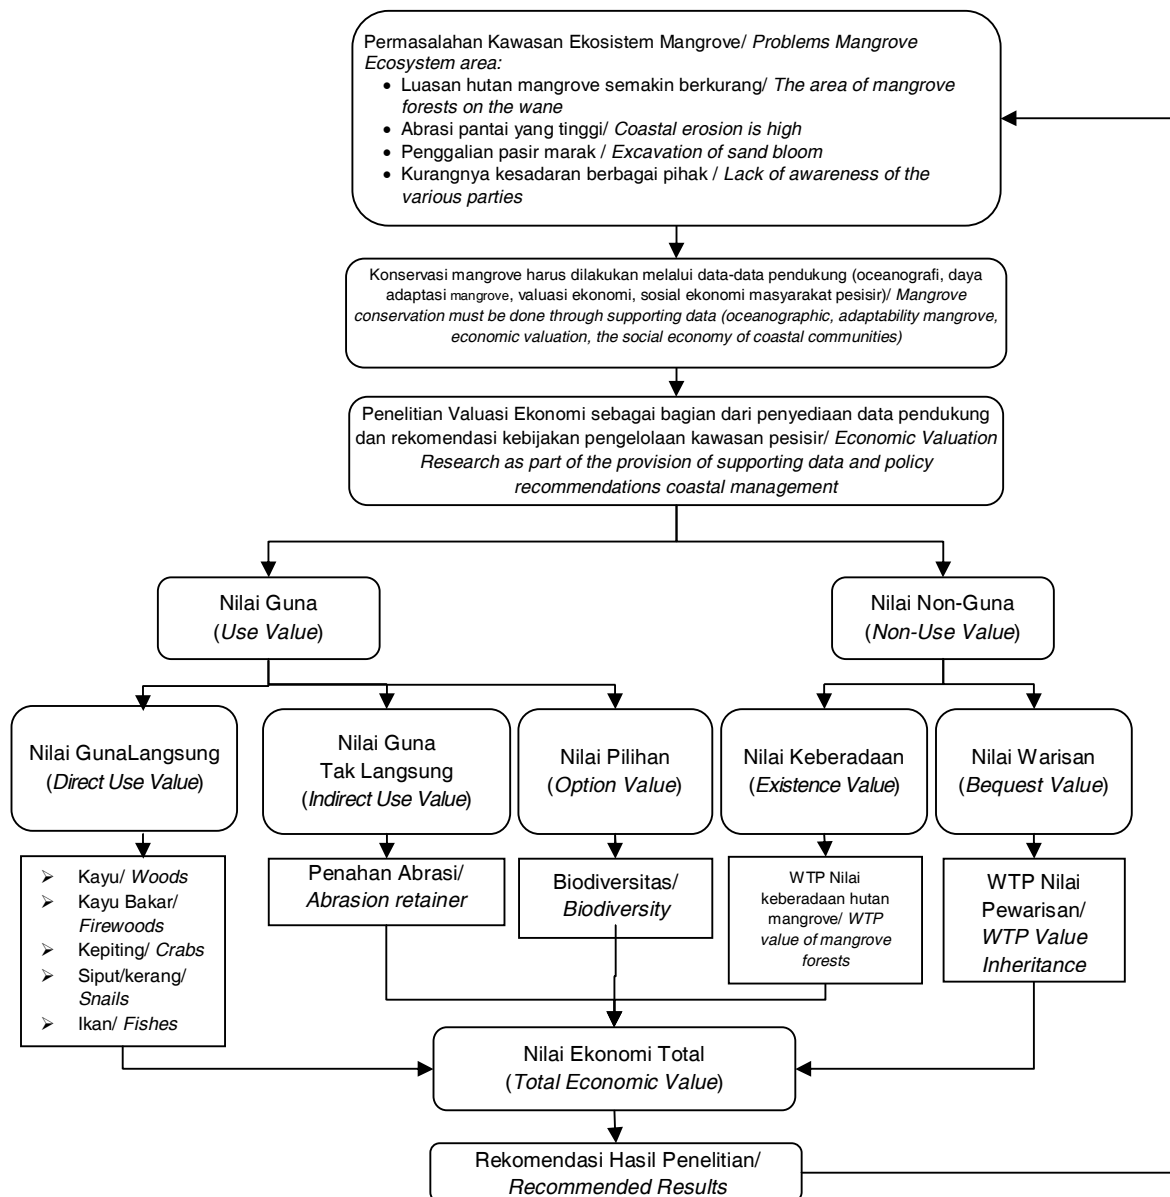 Permasalahan Kawasan Ekosistem Mangrove/ Problems Mangrove
Ecosystem area:
• Luasan hutan mangrove semakin berkurang/ The area of mangrove
forests on the wane
• Abrasi pantai yang tinggi/ Coastal erosion is high
• Penggalian pasir marak / Excavation of sand bloom
• Kurangnya kesadaran berbagai pihak / Lack of awareness of the
various parties
Konservasi mangrove harus dilakukan melalui data-data pendukung (oceanografi, daya
adaptasi mangrove, valuasi ekonomi, sosial ekonomi masyarakat pesisir)/ Mangrove
conservation must be done through supporting data (oceanographic, adaptability mangrove,
economic valuation, the social economy of coastal communities)
Penelitian Valuasi Ekonomi sebagai bagian dari penyediaan data pendukung
dan rekomendasi kebijakan pengelolaan kawasan pesisir/ Economic Valuation
Research as part of the provision of supporting data and policy
recommendations coastal management
Nilai Guna
(Use Value)
Nilai Non-Guna
(Non-Use Value)
Nilai GunaLangsung
(Direct Use Value)
Nilai Guna
Tak Langsung
(Indirect Use Value)
Nilai Pilihan
(Option Value)
Nilai Keberadaan
(Existence Value)
Nilai Warisan
(Bequest Value)
➢ Kayu/ Woods
➢ Kayu Bakar/
Firewoods
➢ Kepiting/ Crabs
➢ Siput/kerang/
Snails
➢ Ikan/ Fishes
Penahan Abrasi/
Abrasion retainer
Biodiversitas/
Biodiversity
WTP Nilai
keberadaan hutan
mangrove/ WTP
value of mangrove
forests
WTP Nilai
Pewarisan/
WTP Value
Inheritance
Nilai Ekonomi Total
(Total Economic Value)
Rekomendasi Hasil Penelitian/
Recommended Results